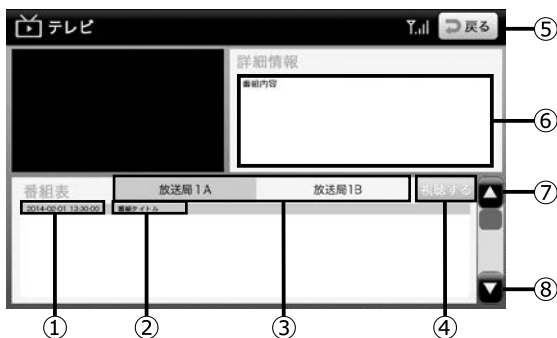 テレビ
戻る
⑤
詳細情報
番組内容
⑥
番組表
放送局1A
放送局1B
視聴する
⑦
2014-02-01 13:30:00
番組タイトル
⑧
①
②
③
④